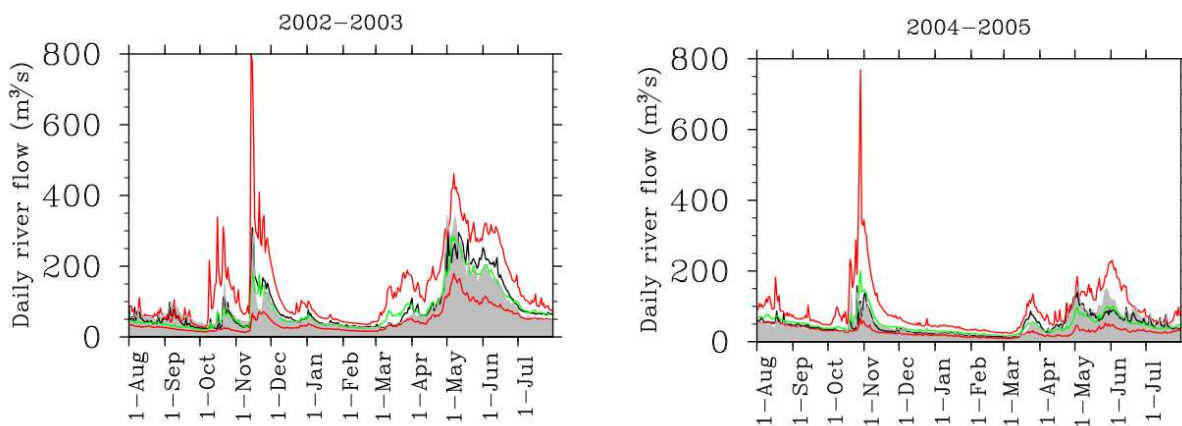 2002−2003
Daily river flow (m³/s)
800
600
400
200
0
1−Aug
1−Sep
1−Oct
1−Nov
1−Dec
1−Jan
1−Feb
1−Mar
1−Apr
1−May
1−Jun
1−Jul
2004−2005
Daily river flow (m³/s)
800
600
400
200
0
1−Aug
1−Sep
1−Oct
1−Nov
1−Dec
1−Jan
1−Feb
1−Mar
1−Apr
1−May
1−Jun
1−Jul